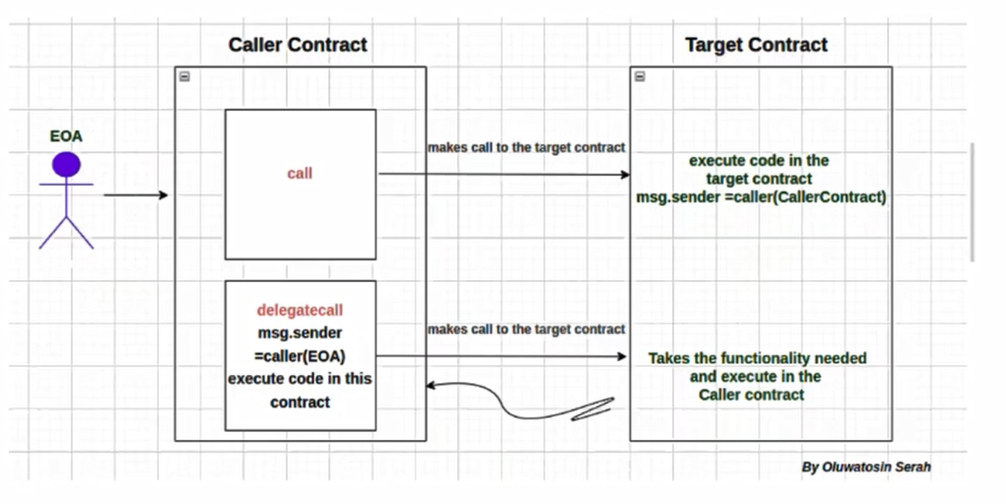 Caller Contract
Target Contract
EOA
call
makes call to the target contract
execute code in the
target contract
msg.sender =caller(CallerContract)
delegatecall
msg.sender
=caller(EOA)
execute code in this
contract
makes call to the target contract
Takes the functionality needed
and execute in the
Caller contract
By Oluwatosin Serah